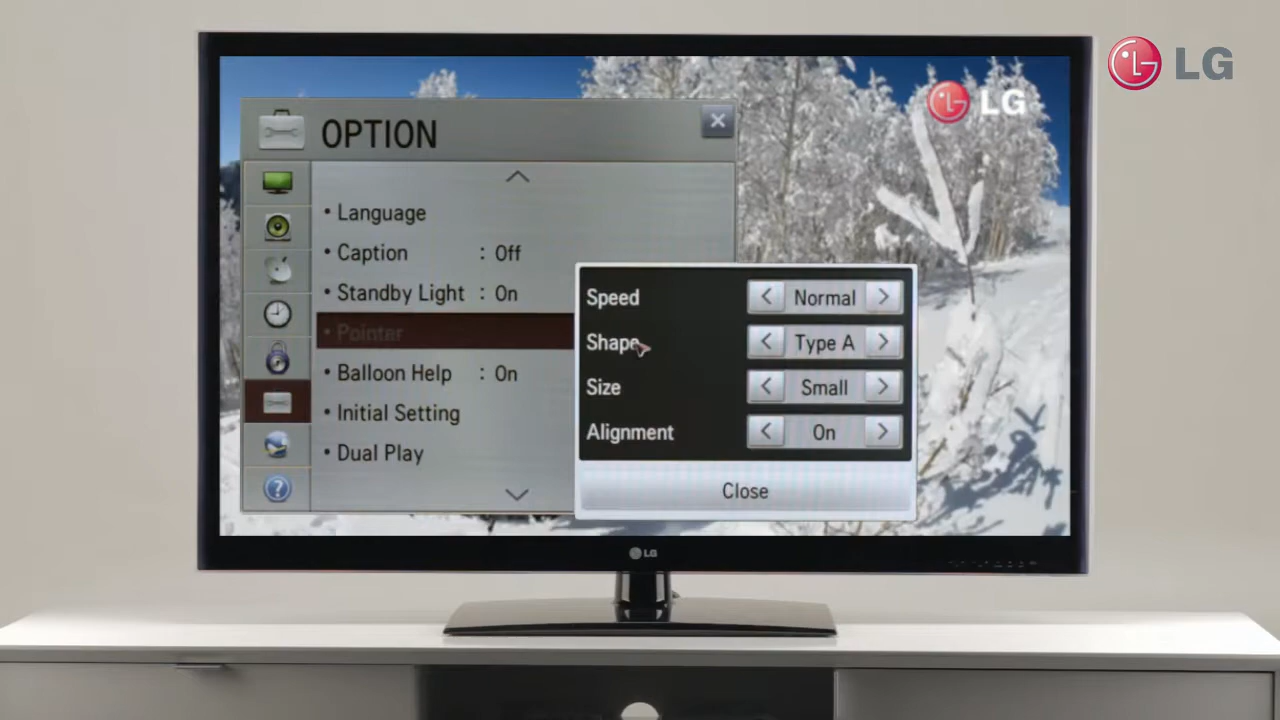 LG
LG
OPTION
• Language
• Caption : Off
• Standby Light : On
• Pointer
• Balloon Help : On
• Initial Setting
• Dual Play
Speed < Normal >
Shape < Type A >
Size < Small >
Alignment < On >
Close
LG